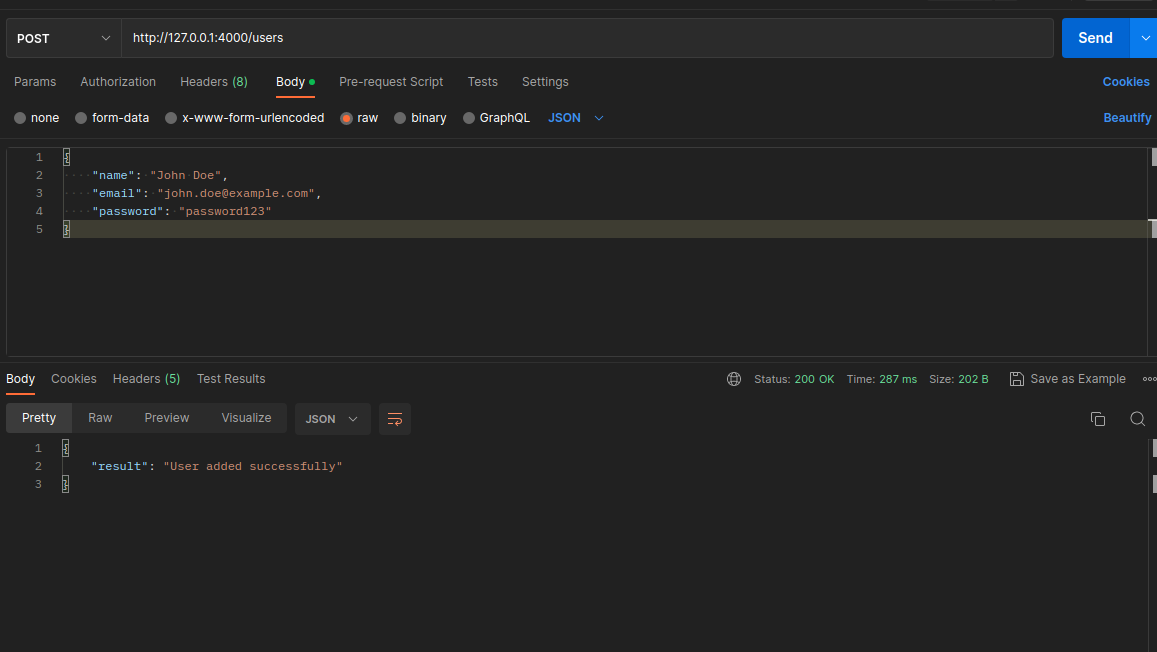 POST http://127.0.0.1:4000/users Send
Params Authorization Headers (8) Body Pre-request Script Tests Settings Cookies
none form-data x-www-form-urlencoded raw binary GraphQL JSON Beautify
1 {
2 "name": "John Doe",
3 "email": "john.doe@example.com",
4 "password": "password123"
5 }
Body Cookies Headers (5) Test Results Status: 200 OK Time: 287 ms Size: 202 B Save as Example
Pretty Raw Preview Visualize JSON
1 {
2 "result": "User added successfully"
3 }